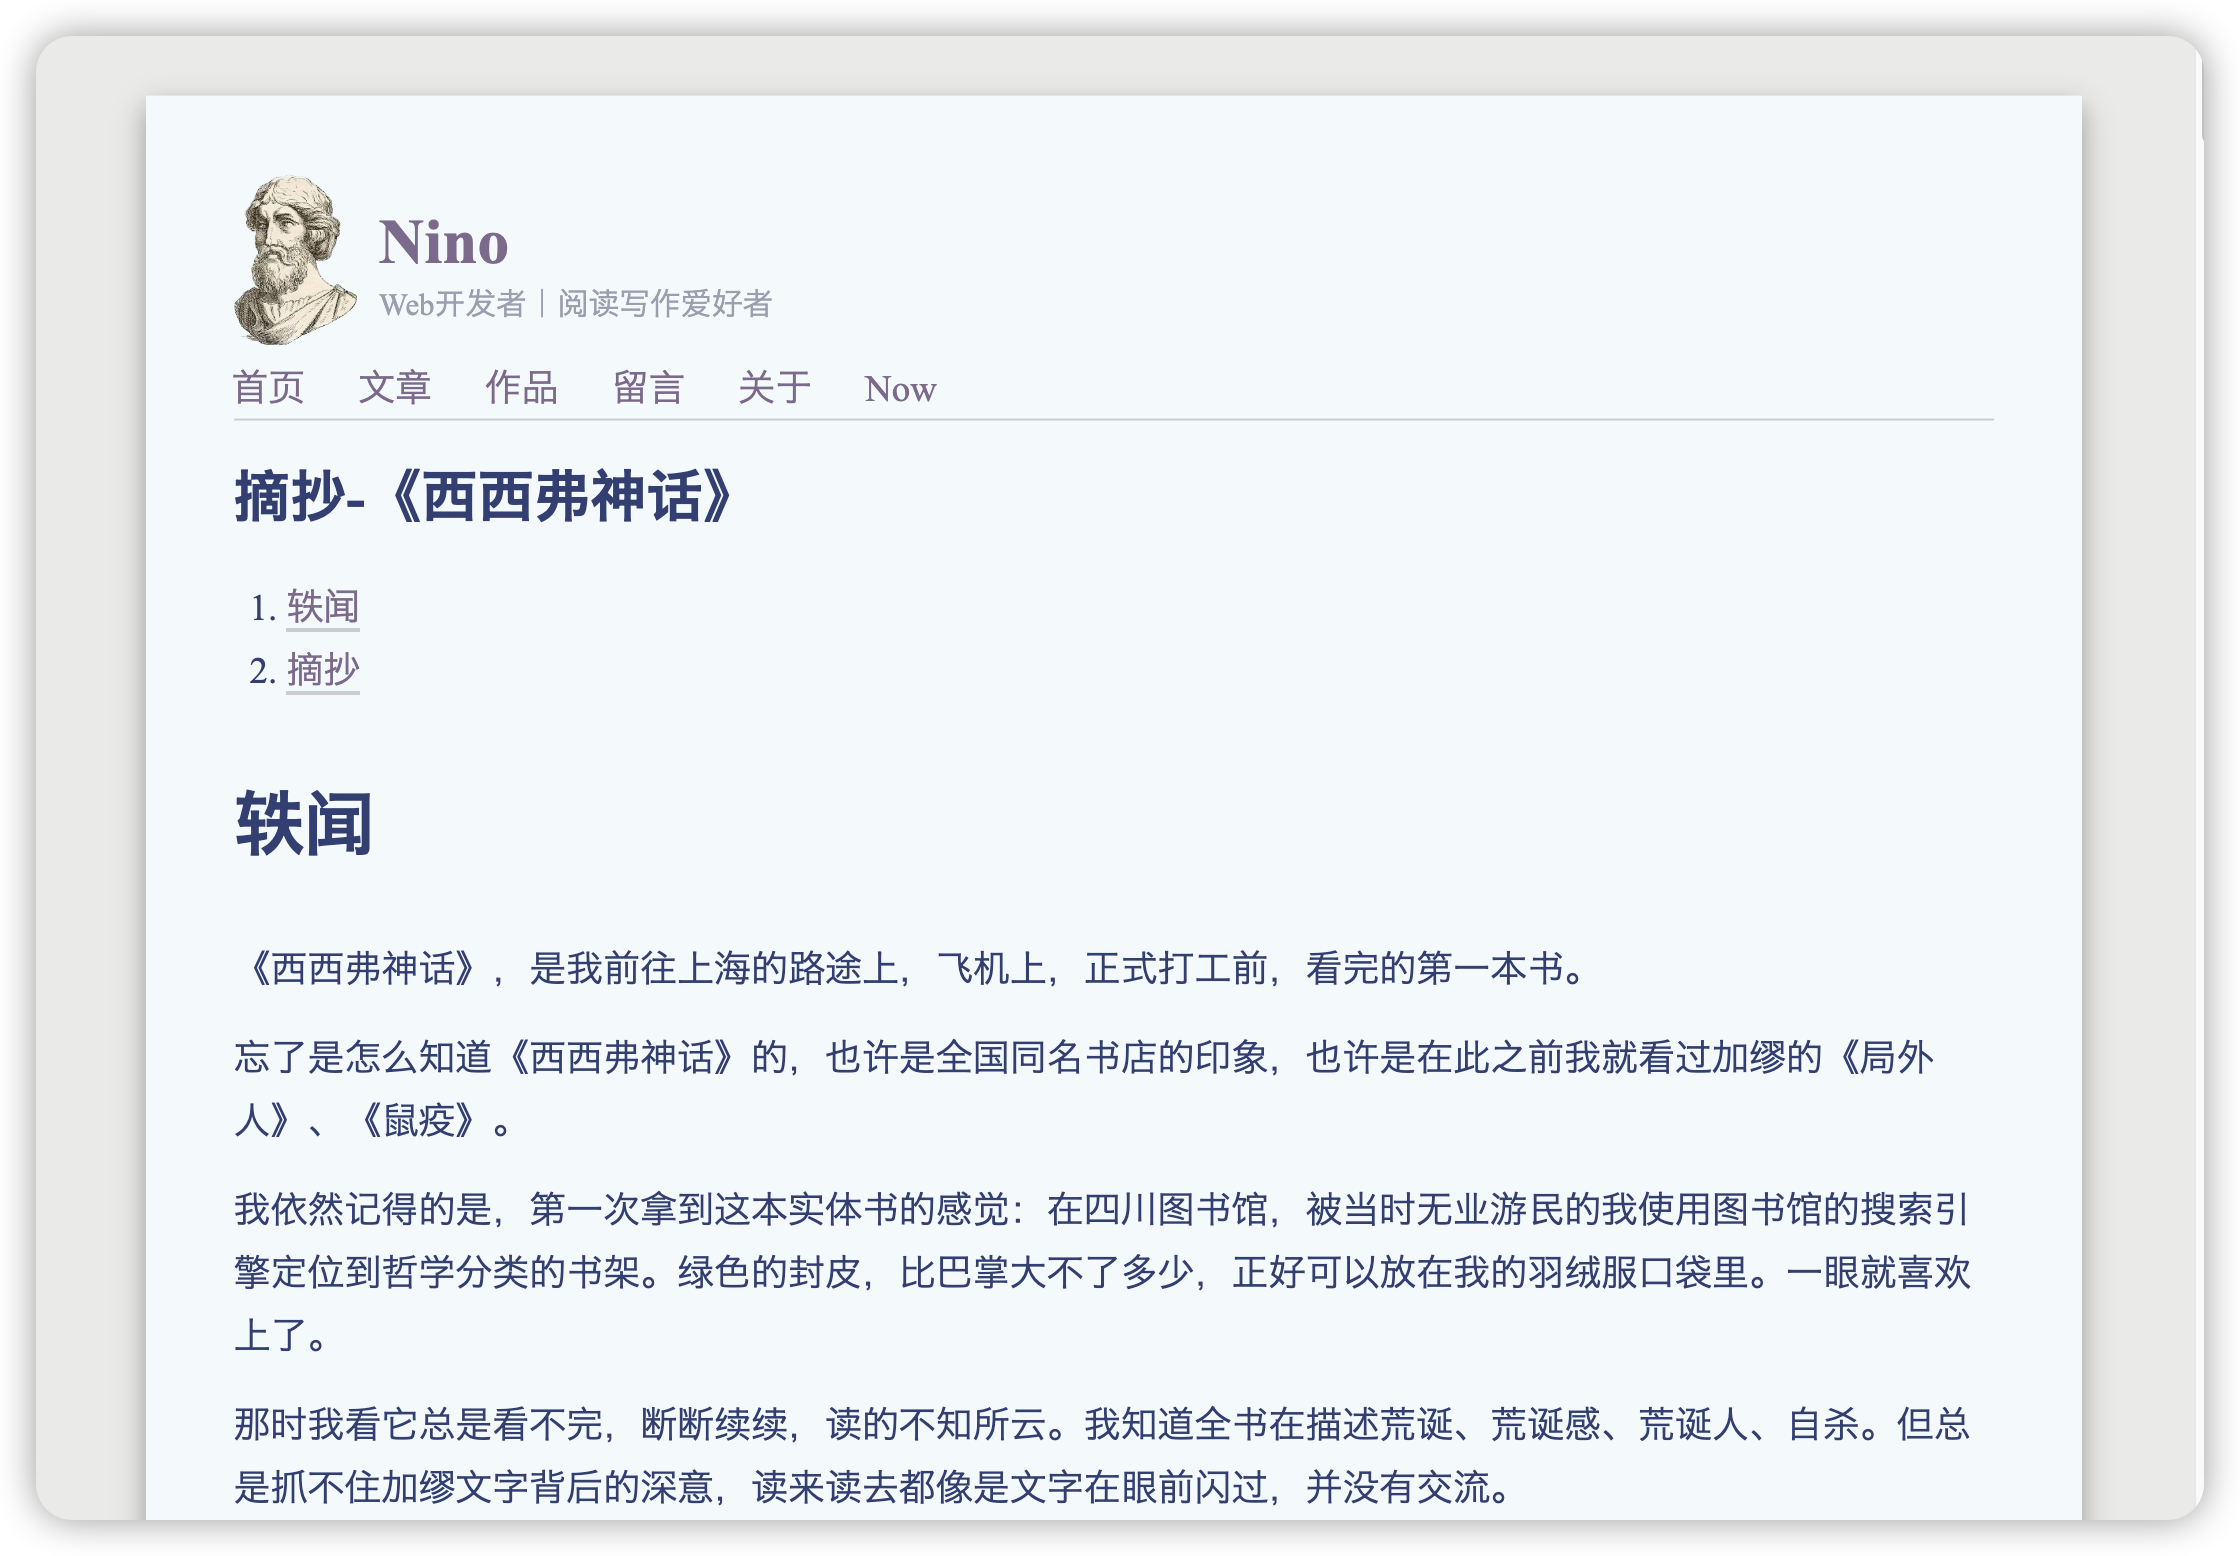 Nino
Web开发者｜阅读写作爱好者
首页 文章 作品 留言 关于 Now
摘抄-《西西弗神话》
1. 轶闻
2. 摘抄
轶闻
《西西弗神话》，是我前往上海的路途上，飞机上，正式打工前，看完的第一本书。
忘了是怎么知道《西西弗神话》的，也许是全国同名书店的印象，也许是在此之前我就看过加缪的《局外
人》、《鼠疫》。
我依然记得的是，第一次拿到这本实体书的感觉：在四川图书馆，被当时无业游民的我使用图书馆的搜索引
擎定位到哲学分类的书架。绿色的封皮，比巴掌大不了多少，正好可以放在我的羽绒服口袋里。一眼就喜欢
上了。
那时我看它总是看不完，断断续续，读的不知所云。我知道全书在描述荒诞、荒诞感、荒诞人、自杀。但总
是抓不住加缪文字背后的深意，读来读去都像是文字在眼前闪过，并没有交流。